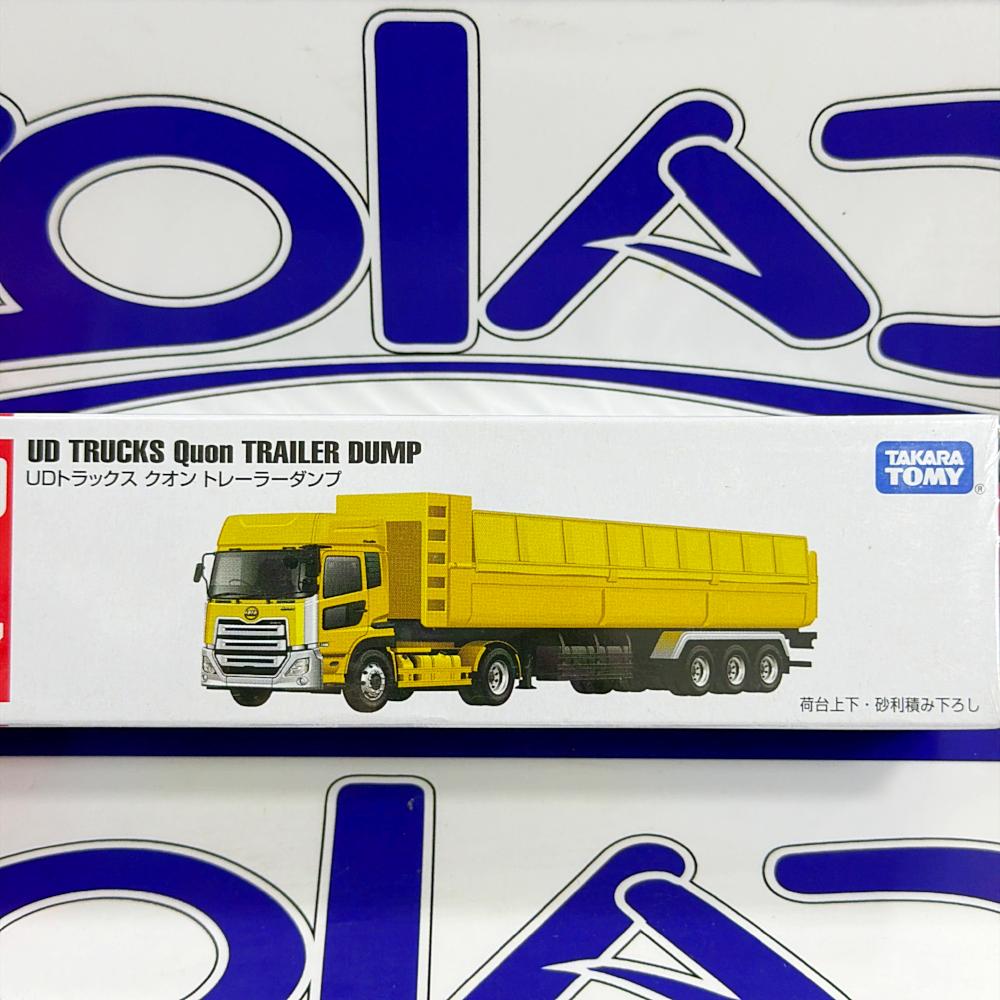 UD TRUCKS Quon TRAILER DUMP
UDトラックス クオン トレーラーダンプ
TAKARA
TOMY
®
荷台上下・砂利積み下ろし